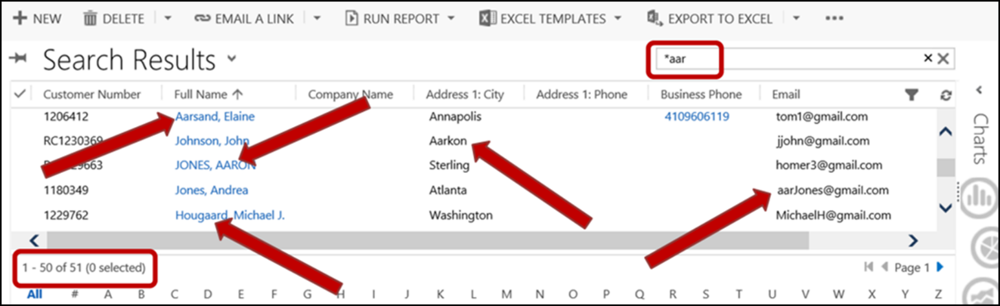 NEW DELETE EMAIL A LINK RUN REPORT EXCEL TEMPLATES EXPORT TO EXCEL
Search Results *aar
Customer Number Full Name Company Name Address 1: City Address 1: Phone Business Phone Email
1206412 Aarsand, Elaine Annapolis 4109606119 tom1@gmail.com
RC1230369 Johnson, John Aarkon jjohn@gmail.com
JONES, AARON Sterling homer3@gmail.com
1180349 Jones, Andrea Atlanta aarJones@gmail.com
1229762 Hougaard, Michael J. Washington MichaelH@gmail.com
Charts
1 - 50 of 51 (0 selected) Page 1
All # A B C D E F G H I J K L M N O P Q R S T U V W X Y Z